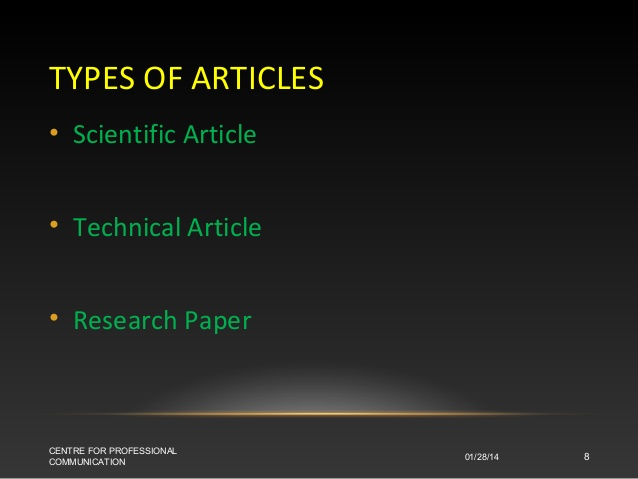 TYPES OF ARTICLES
• Scientific Article
• Technical Article
• Research Paper
CENTRE FOR PROFESSIONAL
COMMUNICATION
01/28/14
8